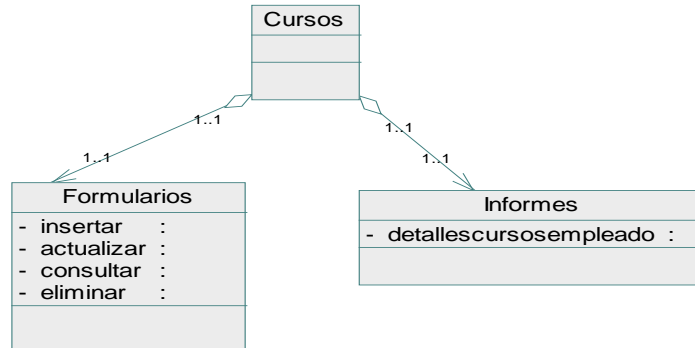 Cursos
1..1
1..1
1..1
1..1
Formularios
- insertar :
- actualizar :
- consultar :
- eliminar :
Informes
- detallescursosempleado :